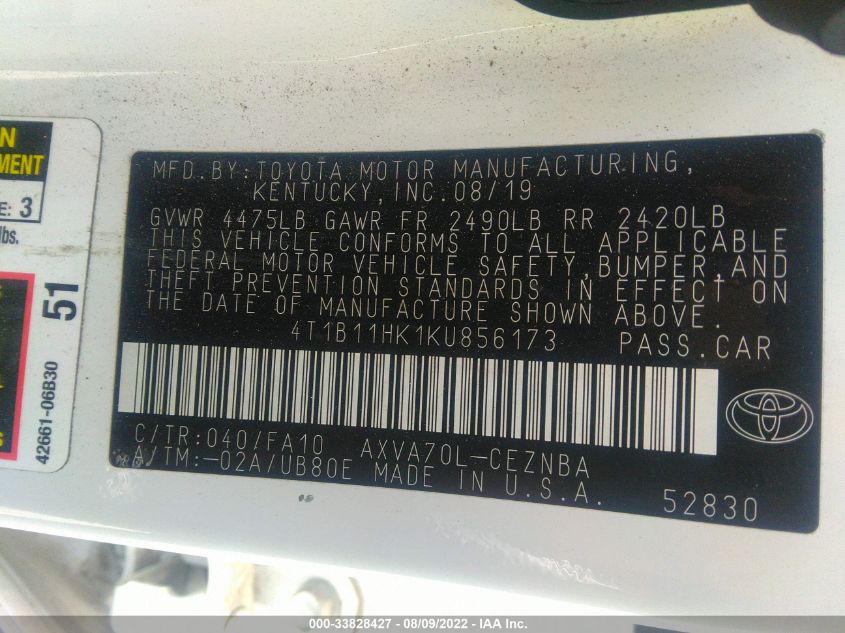 N
MENT
E: 3
lbs.
51
42661-06B30
MFD.BY:TOYOTA MOTOR MANUFACTURING,
KENTUCKY, INC.08/19
GVWR 4475LB GAWR FR 2490LB RR 2420LB
THIS VEHICLE CONFORMS TO ALL APPLICABLE
FEDERAL MOTOR VEHICLE SAFETY,BUMPER,AND
THEFT PREVENTION STANDARDS IN EFFECT ON
THE DATE OF MANUFACTURE SHOWN ABOVE.
4T1B11HK1KU856173 PASS.CAR
C/TR:040/FA10 AXVA70L-CEZNBA
A/TM:-02A/UB80E MADE IN U.S.A.
52830
000-33828427 - 08/09/2022 - IAA Inc.